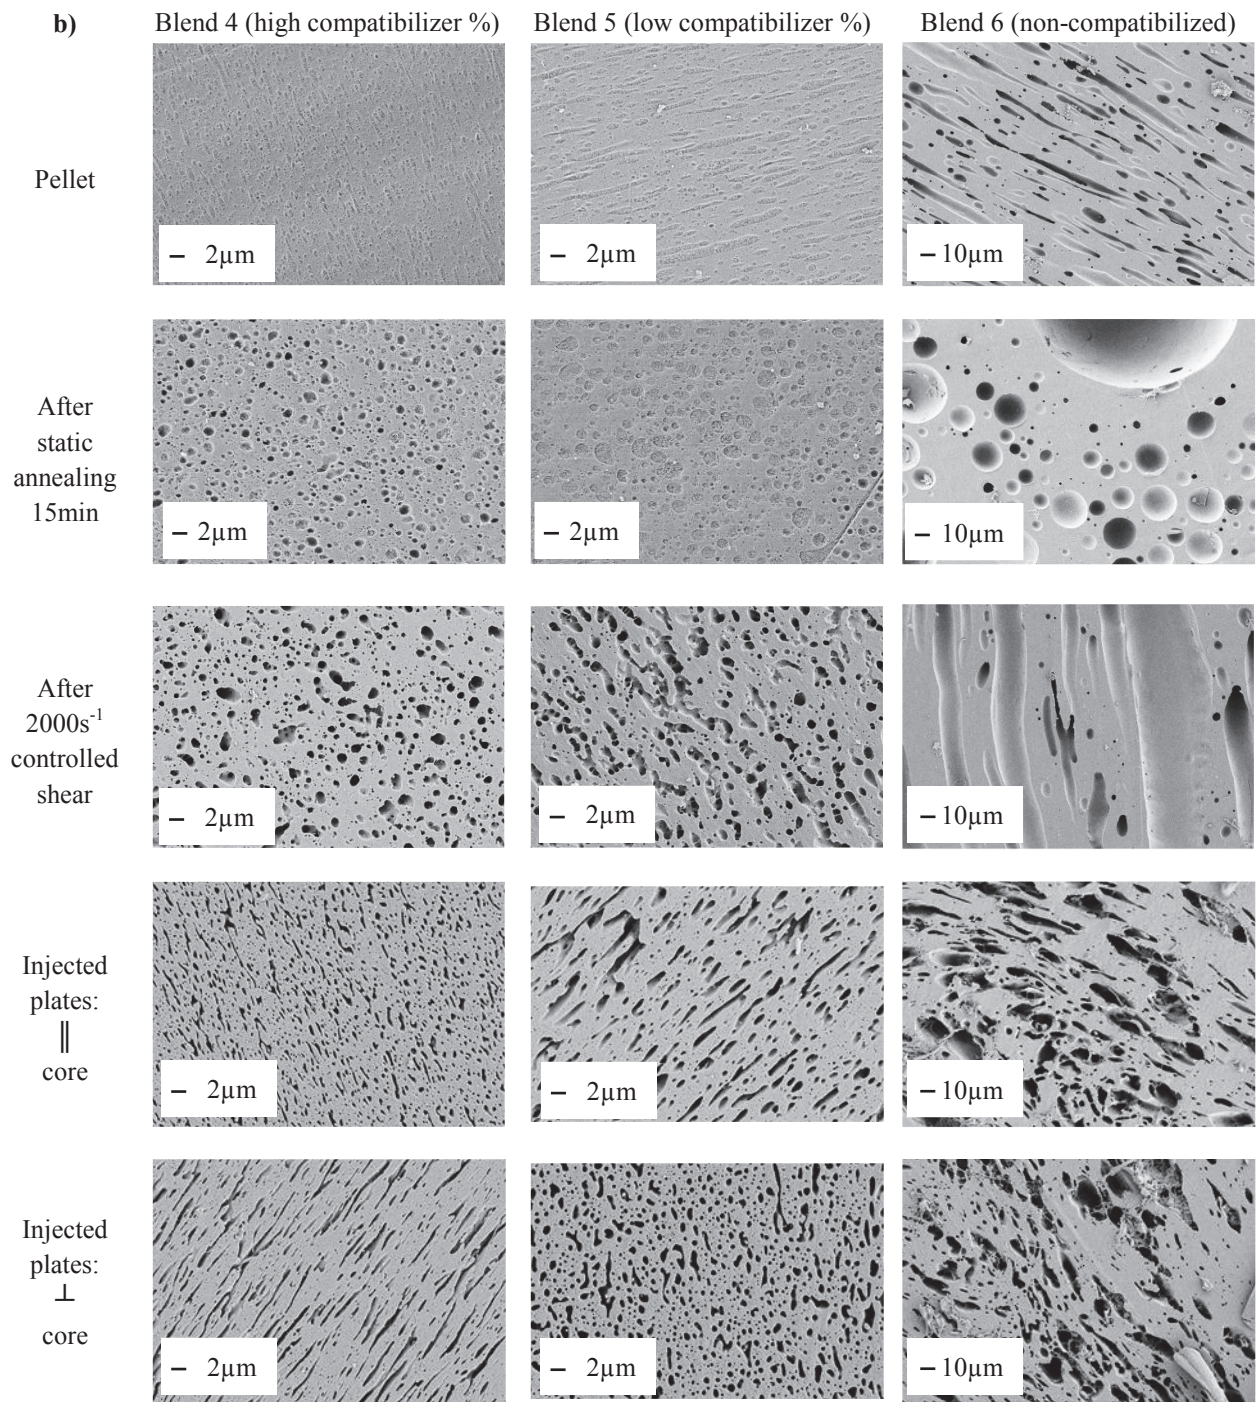 b)
Blend 4 (high compatibilizer %)
Blend 5 (low compatibilizer %)
Blend 6 (non-compatibilized)
Pellet
2µm
2µm
10µm
After
static
annealing
15min
2µm
2µm
10µm
After
2000s⁻¹
controlled
shear
2µm
2µm
10µm
Injected
plates:
∥
core
2µm
2µm
10µm
Injected
plates:
⊥
core
2µm
2µm
10µm